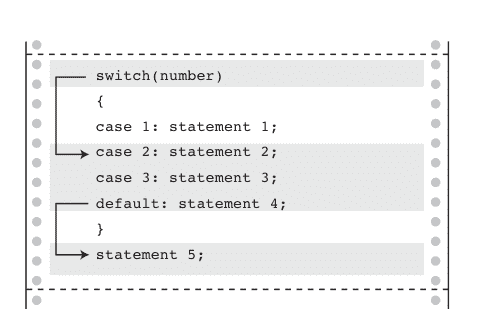 switch(number)
{
case 1: statement 1;
case 2: statement 2;
case 3: statement 3;
default: statement 4;
}
statement 5;